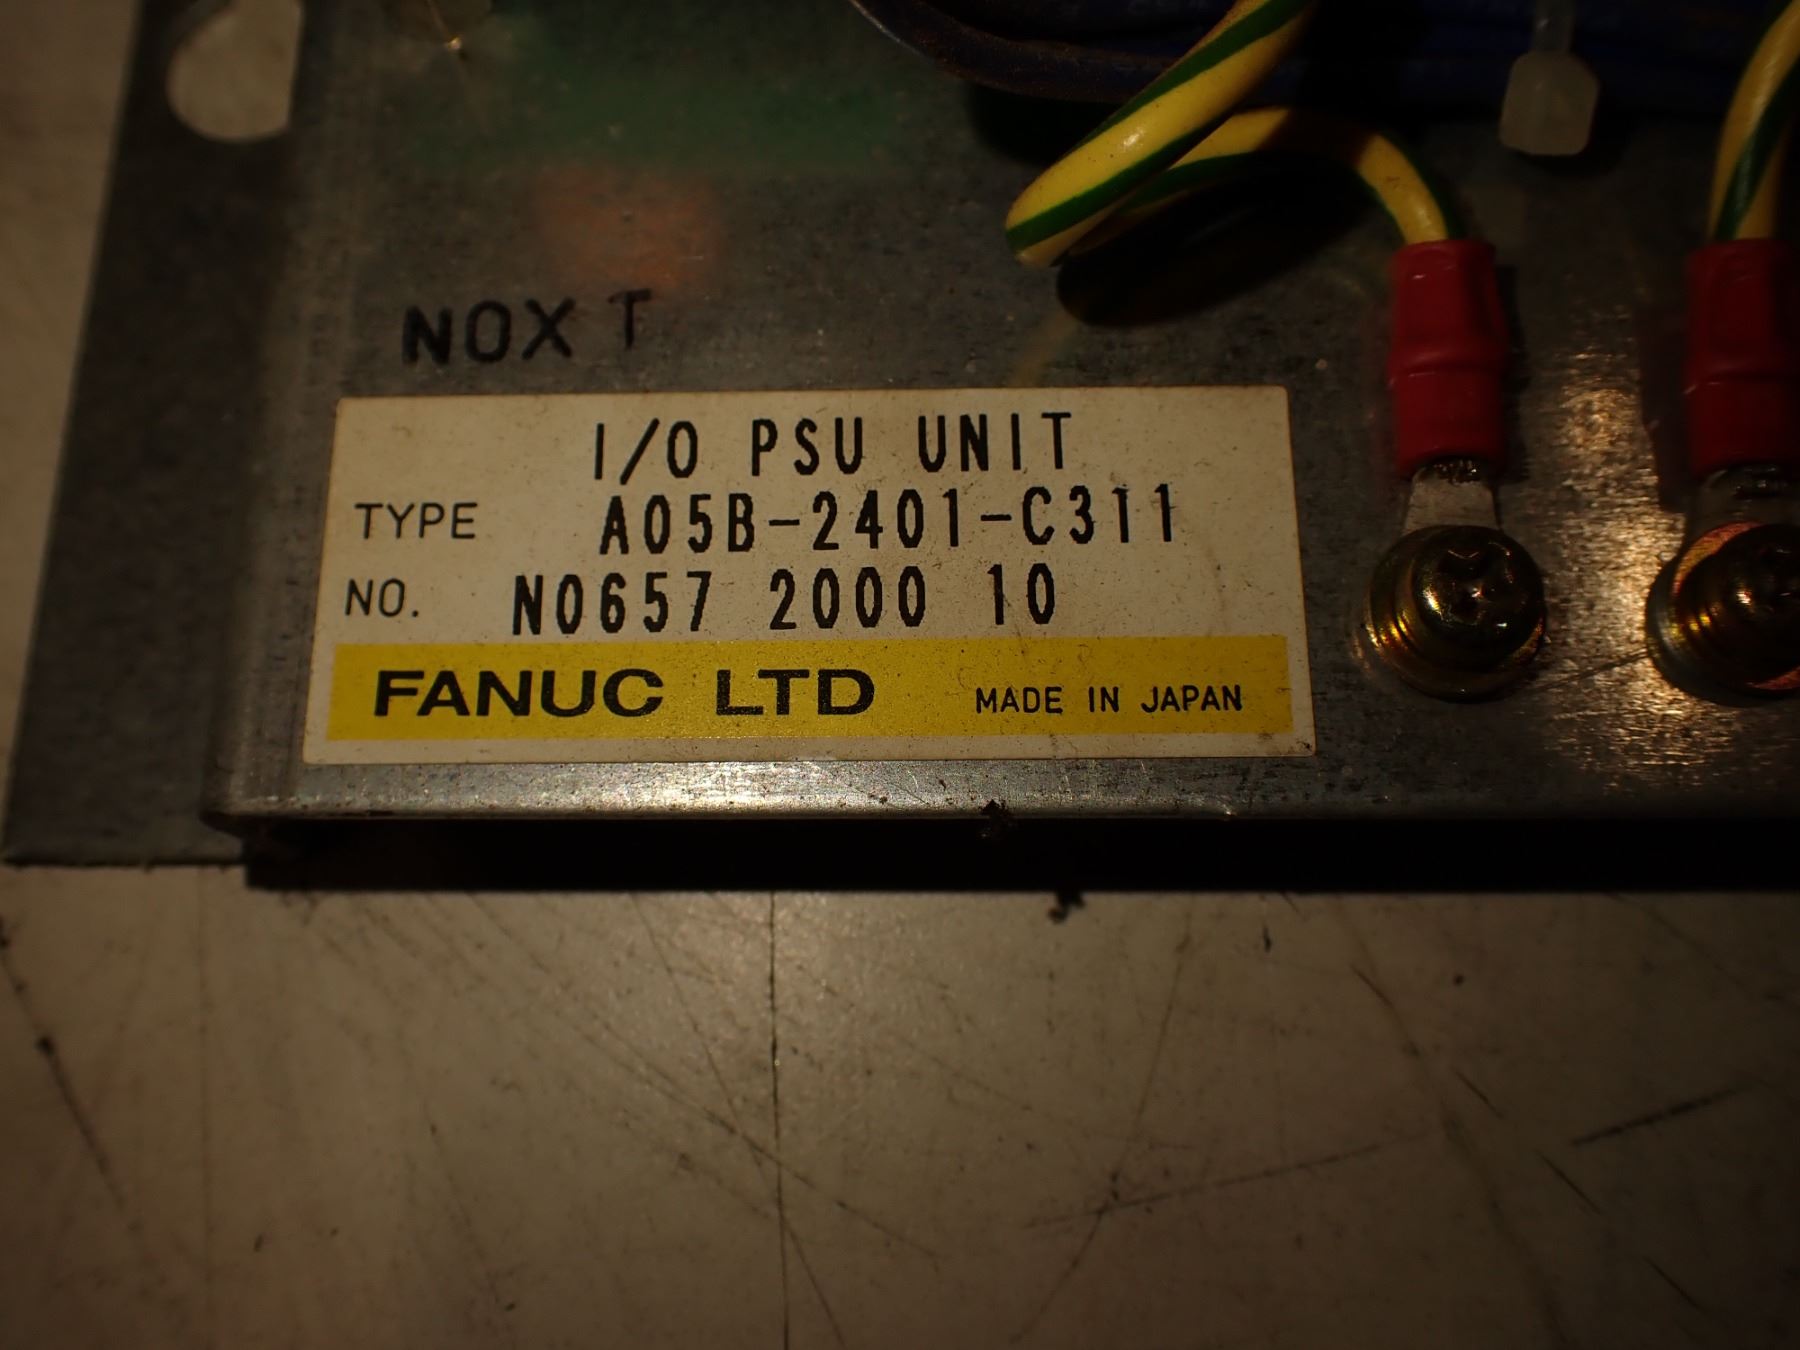 NOX T
I/O PSU UNIT
TYPE A05B-2401-C311
NO. N0657 2000 10
FANUC LTD MADE IN JAPAN